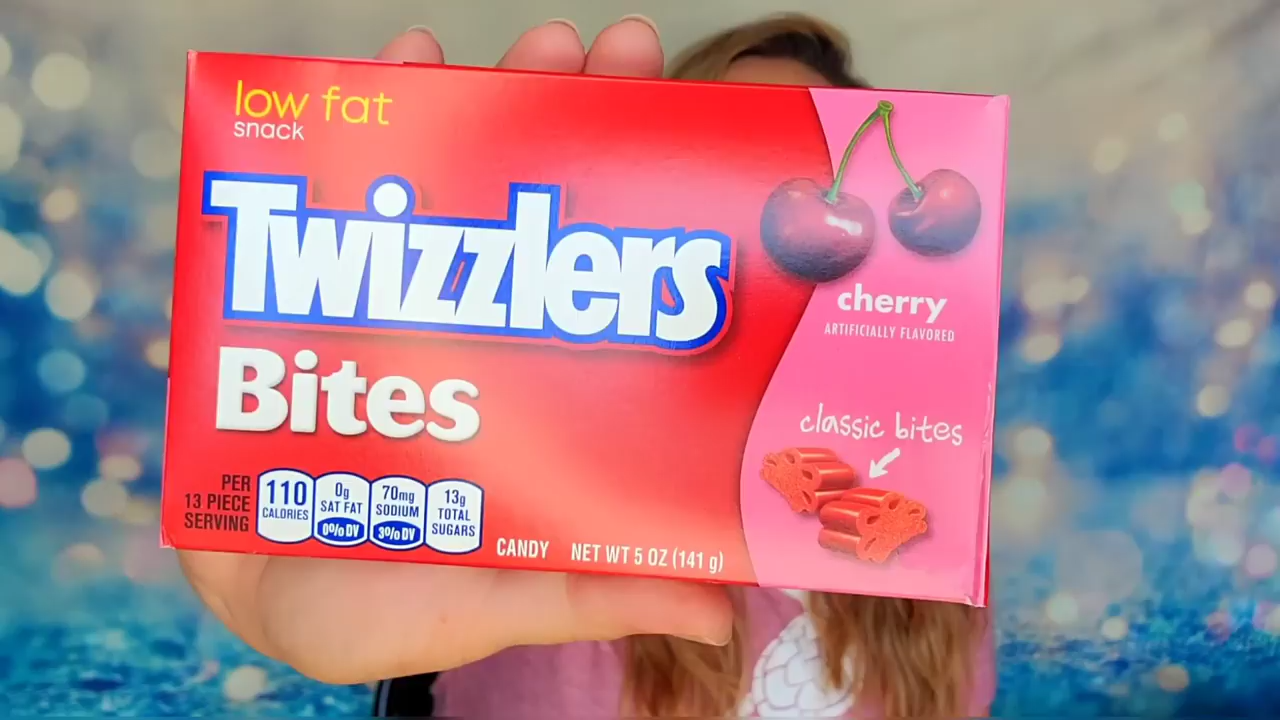 low fat
snack
Twizzlers
Bites
cherry
ARTIFICIALLY FLAVORED
classic bites
PER
13 PIECE
SERVING
110
CALORIES
0g
SAT FAT
0% DV
70mg
SODIUM
3% DV
13g
TOTAL
SUGARS
CANDY NET WT 5 OZ (141 g)